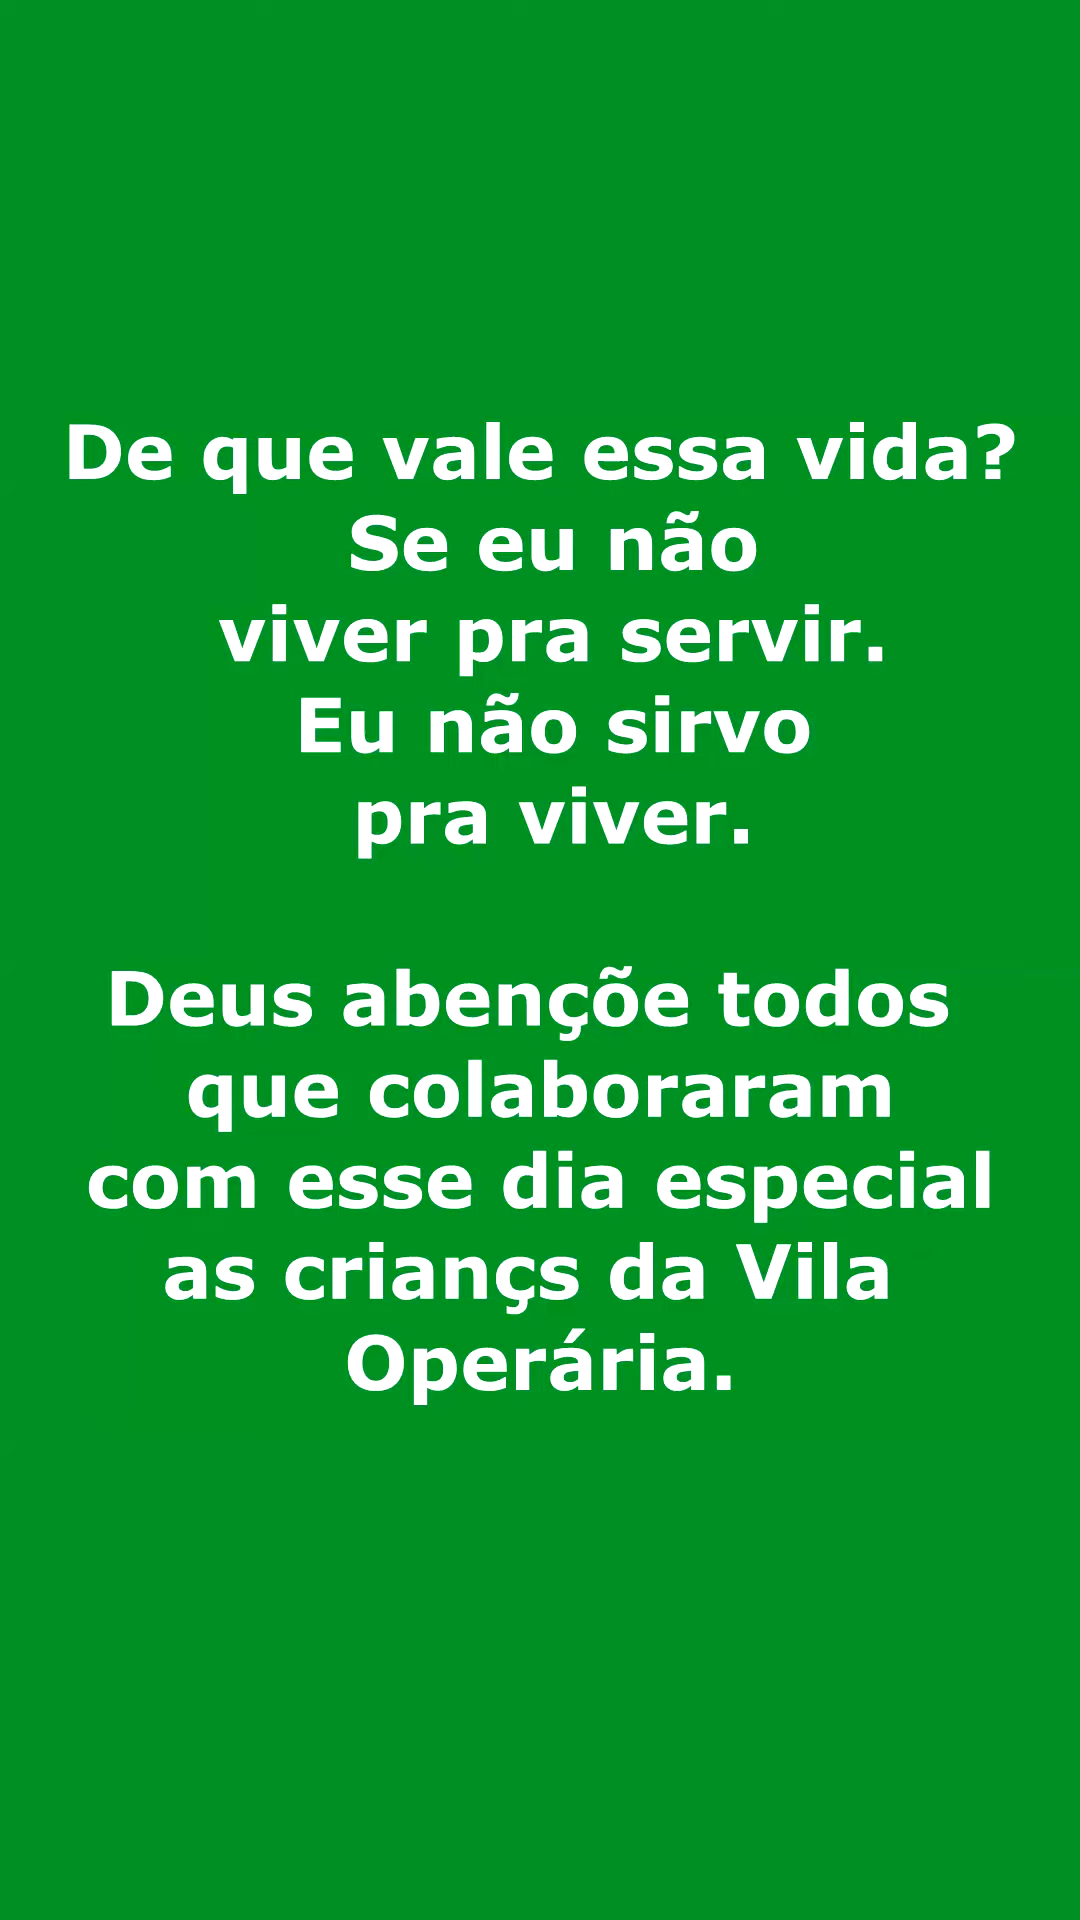 De que vale essa vida?
Se eu não
viver pra servir.
Eu não sirvo
pra viver.
Deus abençõe todos
que colaboraram
com esse dia especial
as criançs da Vila
Operária.